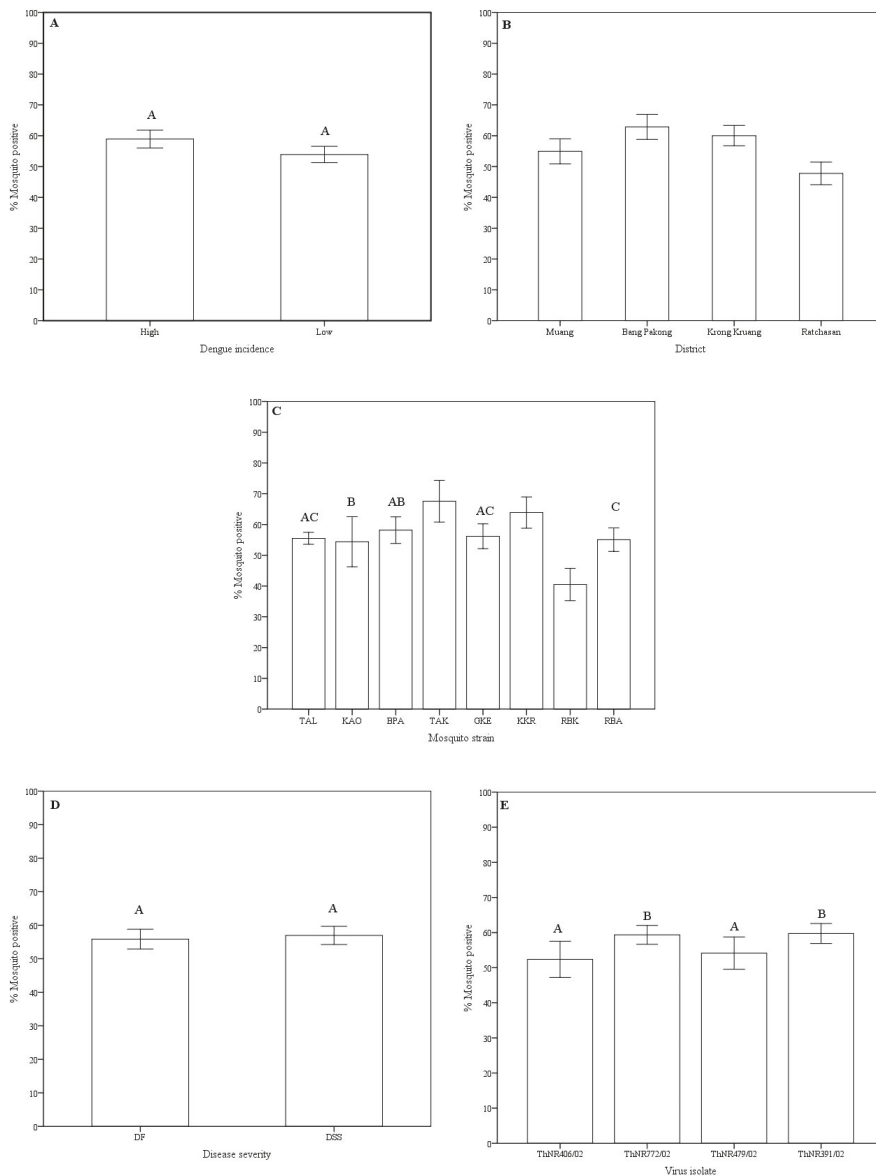 A
100
90
80
70
60
50
40
30
20
10
0
% Mosquito positive
A
A
High
Low
Dengue incidence
B
100
90
80
70
60
50
40
30
20
10
0
% Mosquito positive
Muang
Bang Pakong
Krong Kruang
Ratchasan
District
C
100
90
80
70
60
50
40
30
20
10
0
% Mosquito positive
AC
B
AB
AC
C
TAL
KAO
BPA
TAK
GKE
KKR
RBK
RBA
Mosquito strain
D
100
90
80
70
60
50
40
30
20
10
0
% Mosquito positive
A
A
DF
DSS
Disease severity
E
100
90
80
70
60
50
40
30
20
10
0
% Mosquito positive
A
B
A
B
ThNR406/02
ThNR772/02
ThNR479/02
ThNR391/02
Virus isolate